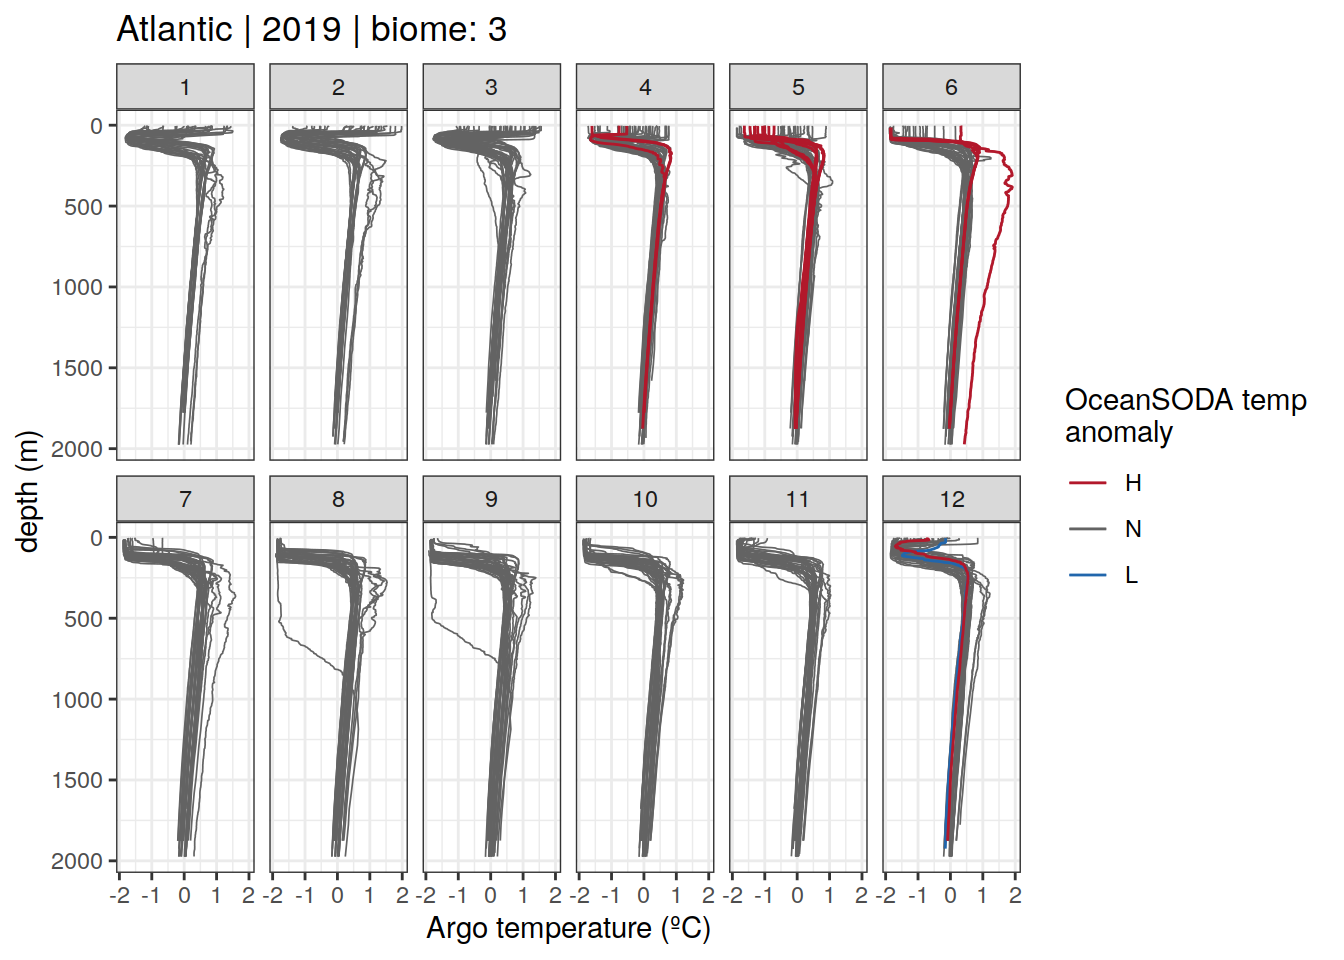 Atlantic | 2019 | biome: 3
1 2 3 4 5 6
0
500
1000
1500
2000
7 8 9 10 11 12
0
500
1000
1500
2000
-2 -1 0 1 2 -2 -1 0 1 2 -2 -1 0 1 2 -2 -1 0 1 2 -2 -1 0 1 2 -2 -1 0 1 2
Argo temperature (ºC)
depth (m)
OceanSODA temp
anomaly
H
N
L